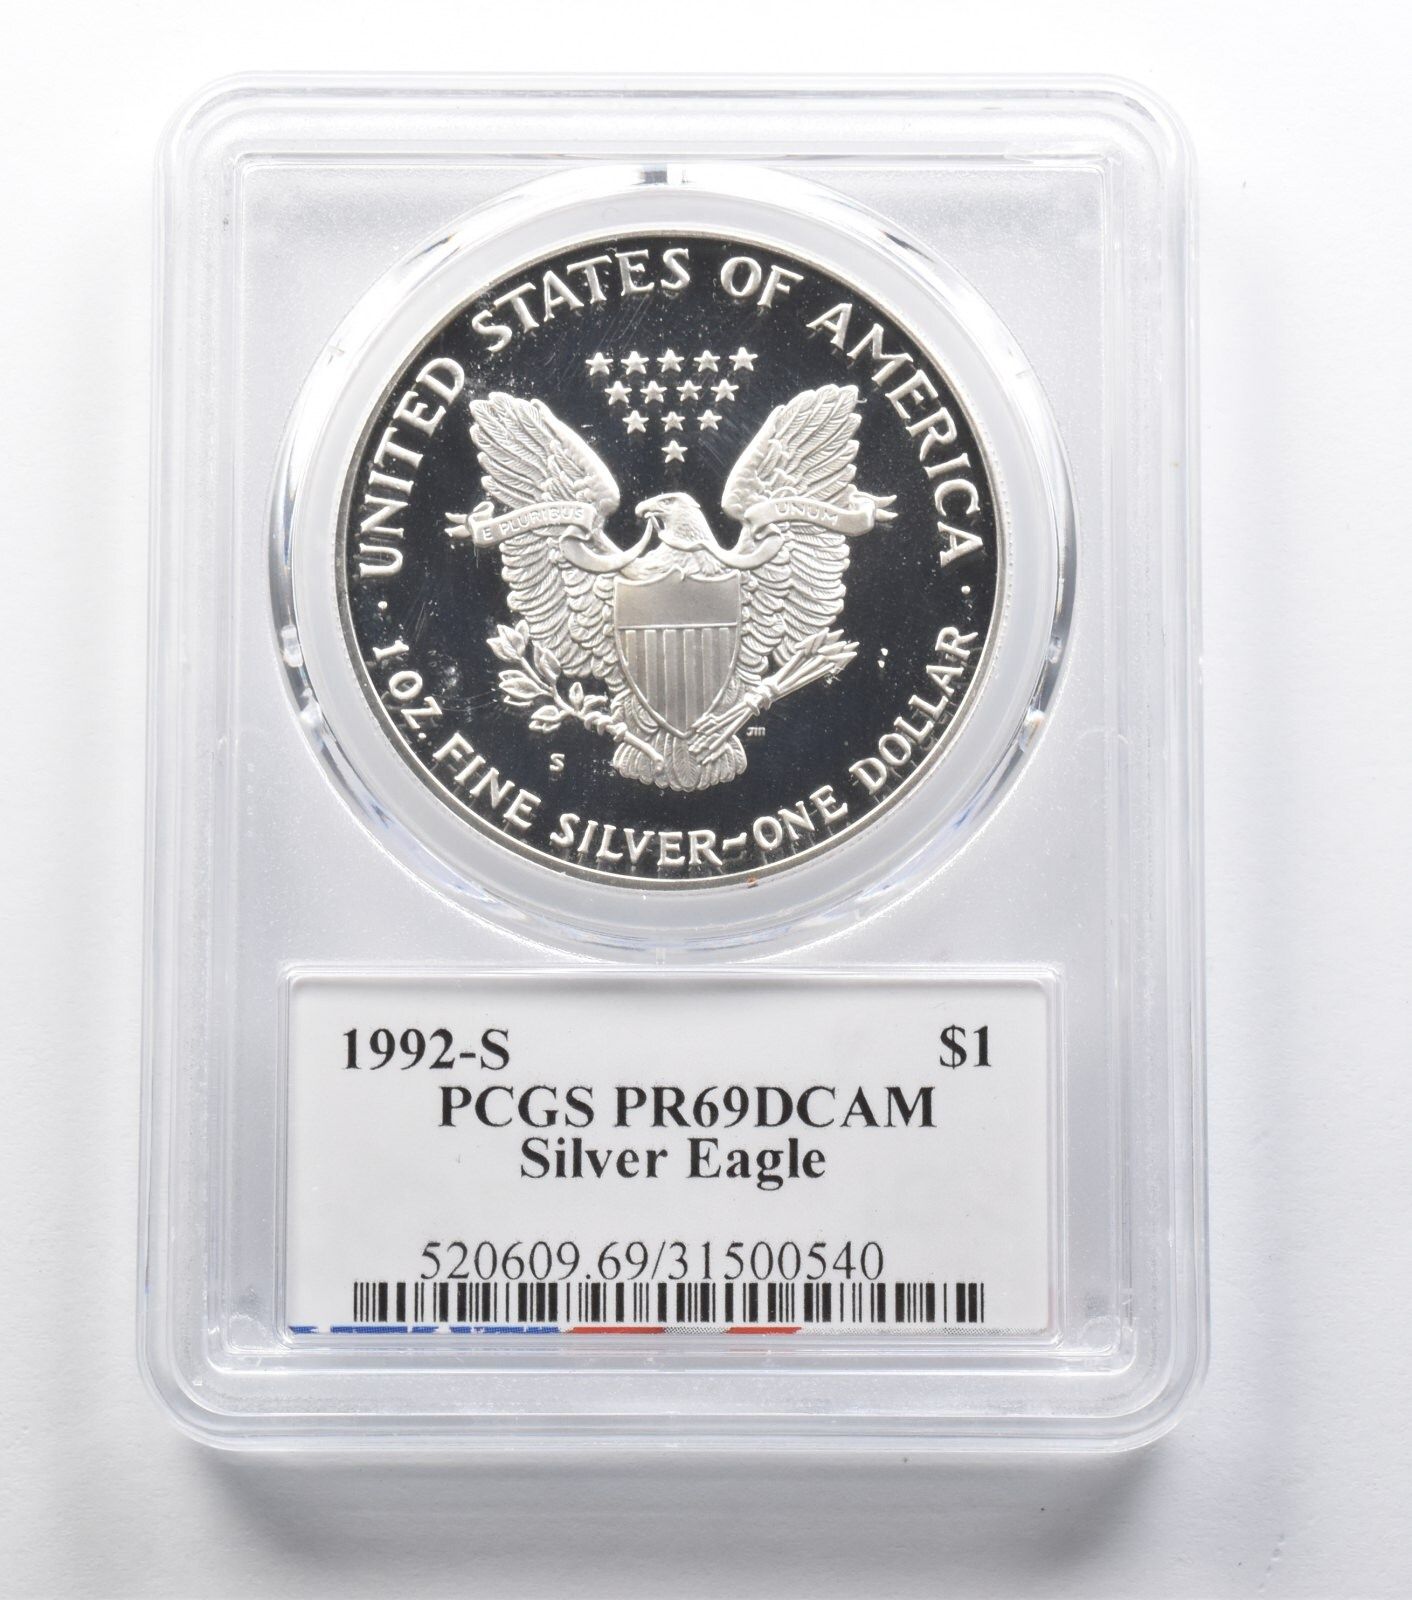 UNITED STATES OF AMERICA
E PLURIBUS UNUM
S
JM
· 1 OZ. FINE SILVER~ONE DOLLAR ·
1992-S $1
PCGS PR69DCAM
Silver Eagle
520609.69/31500540